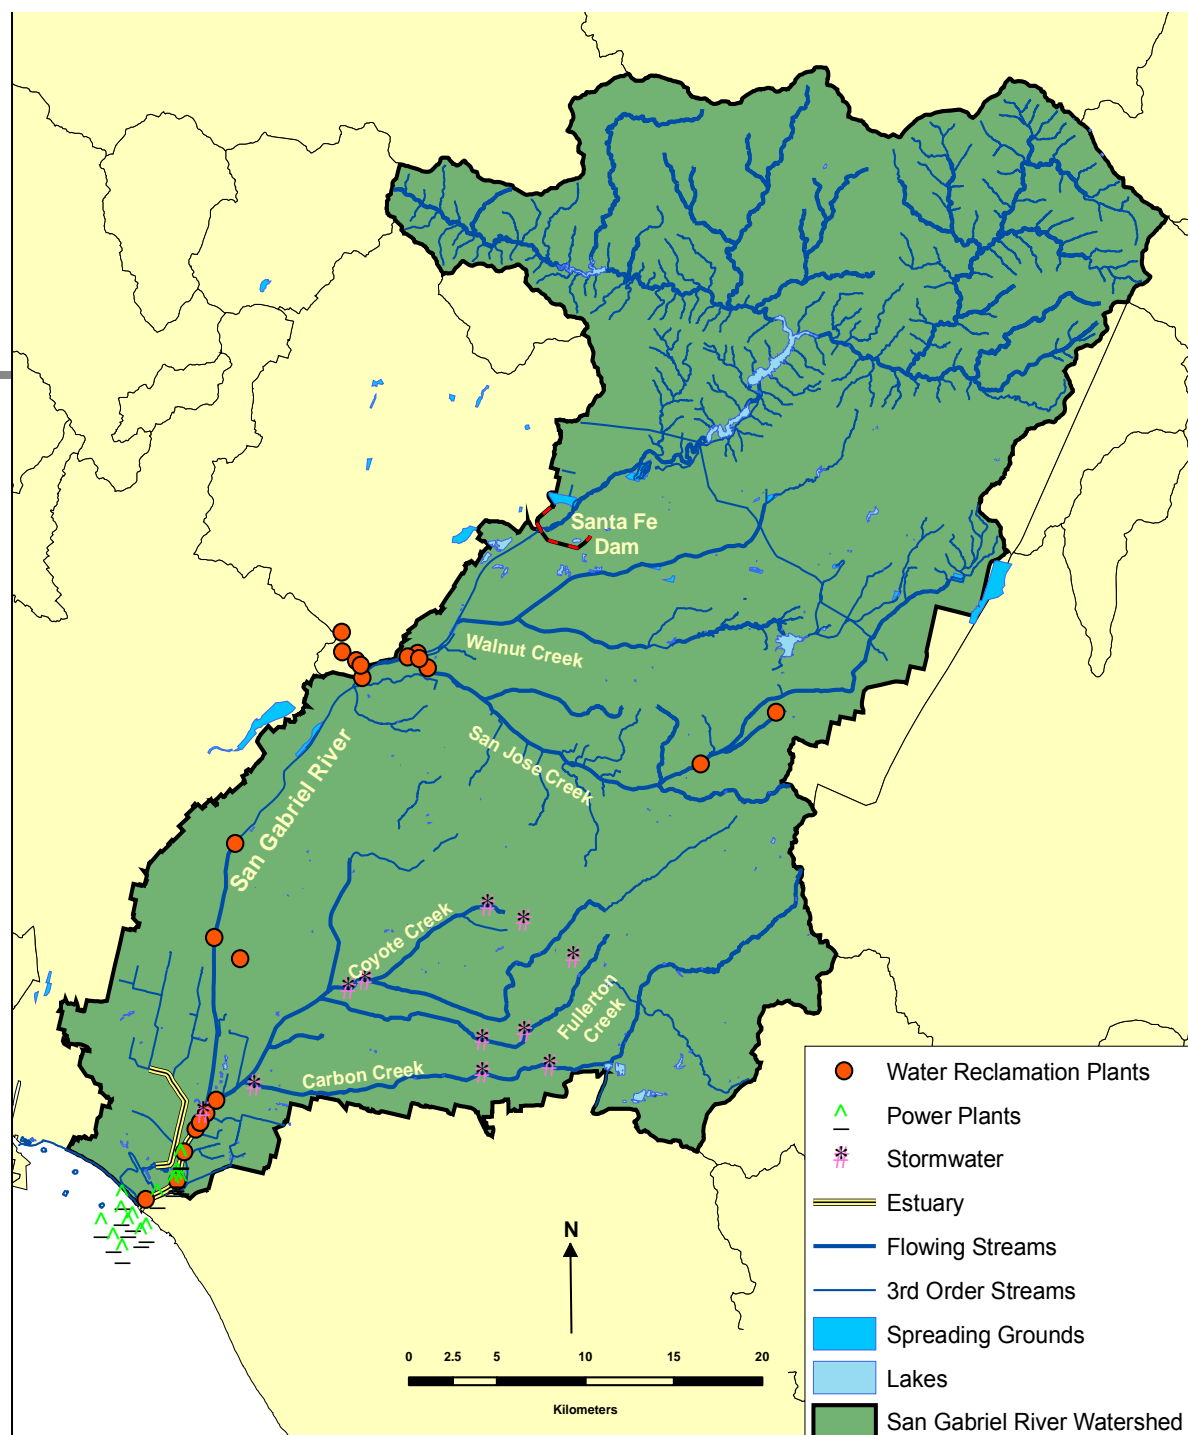 Santa Fe
Dam
Walnut Creek
San Jose Creek
San Gabriel River
Coyote Creek
Fullerton
Creek
Carbon Creek
N
0 2.5 5 10 15 20
Kilometers
Water Reclamation Plants
Power Plants
Stormwater
Estuary
Flowing Streams
3rd Order Streams
Spreading Grounds
Lakes
San Gabriel River Watershed